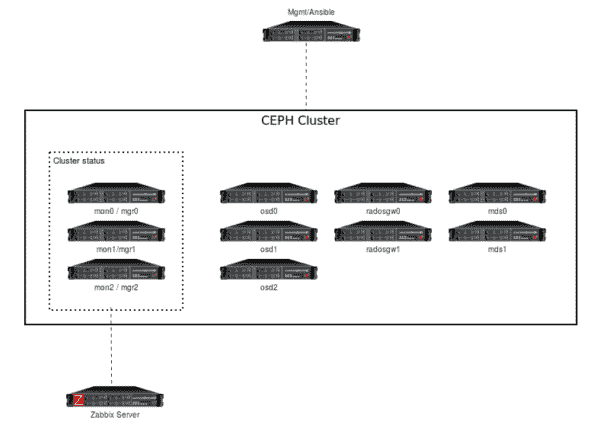 Mgmt/Ansible
CEPH Cluster
Cluster status
mon0 / mgr0
osd0
radosgw0
mds0
mon1/mgr1
osd1
radosgw1
mds1
mon2 / mgr2
osd2
Z
Zabbix Server